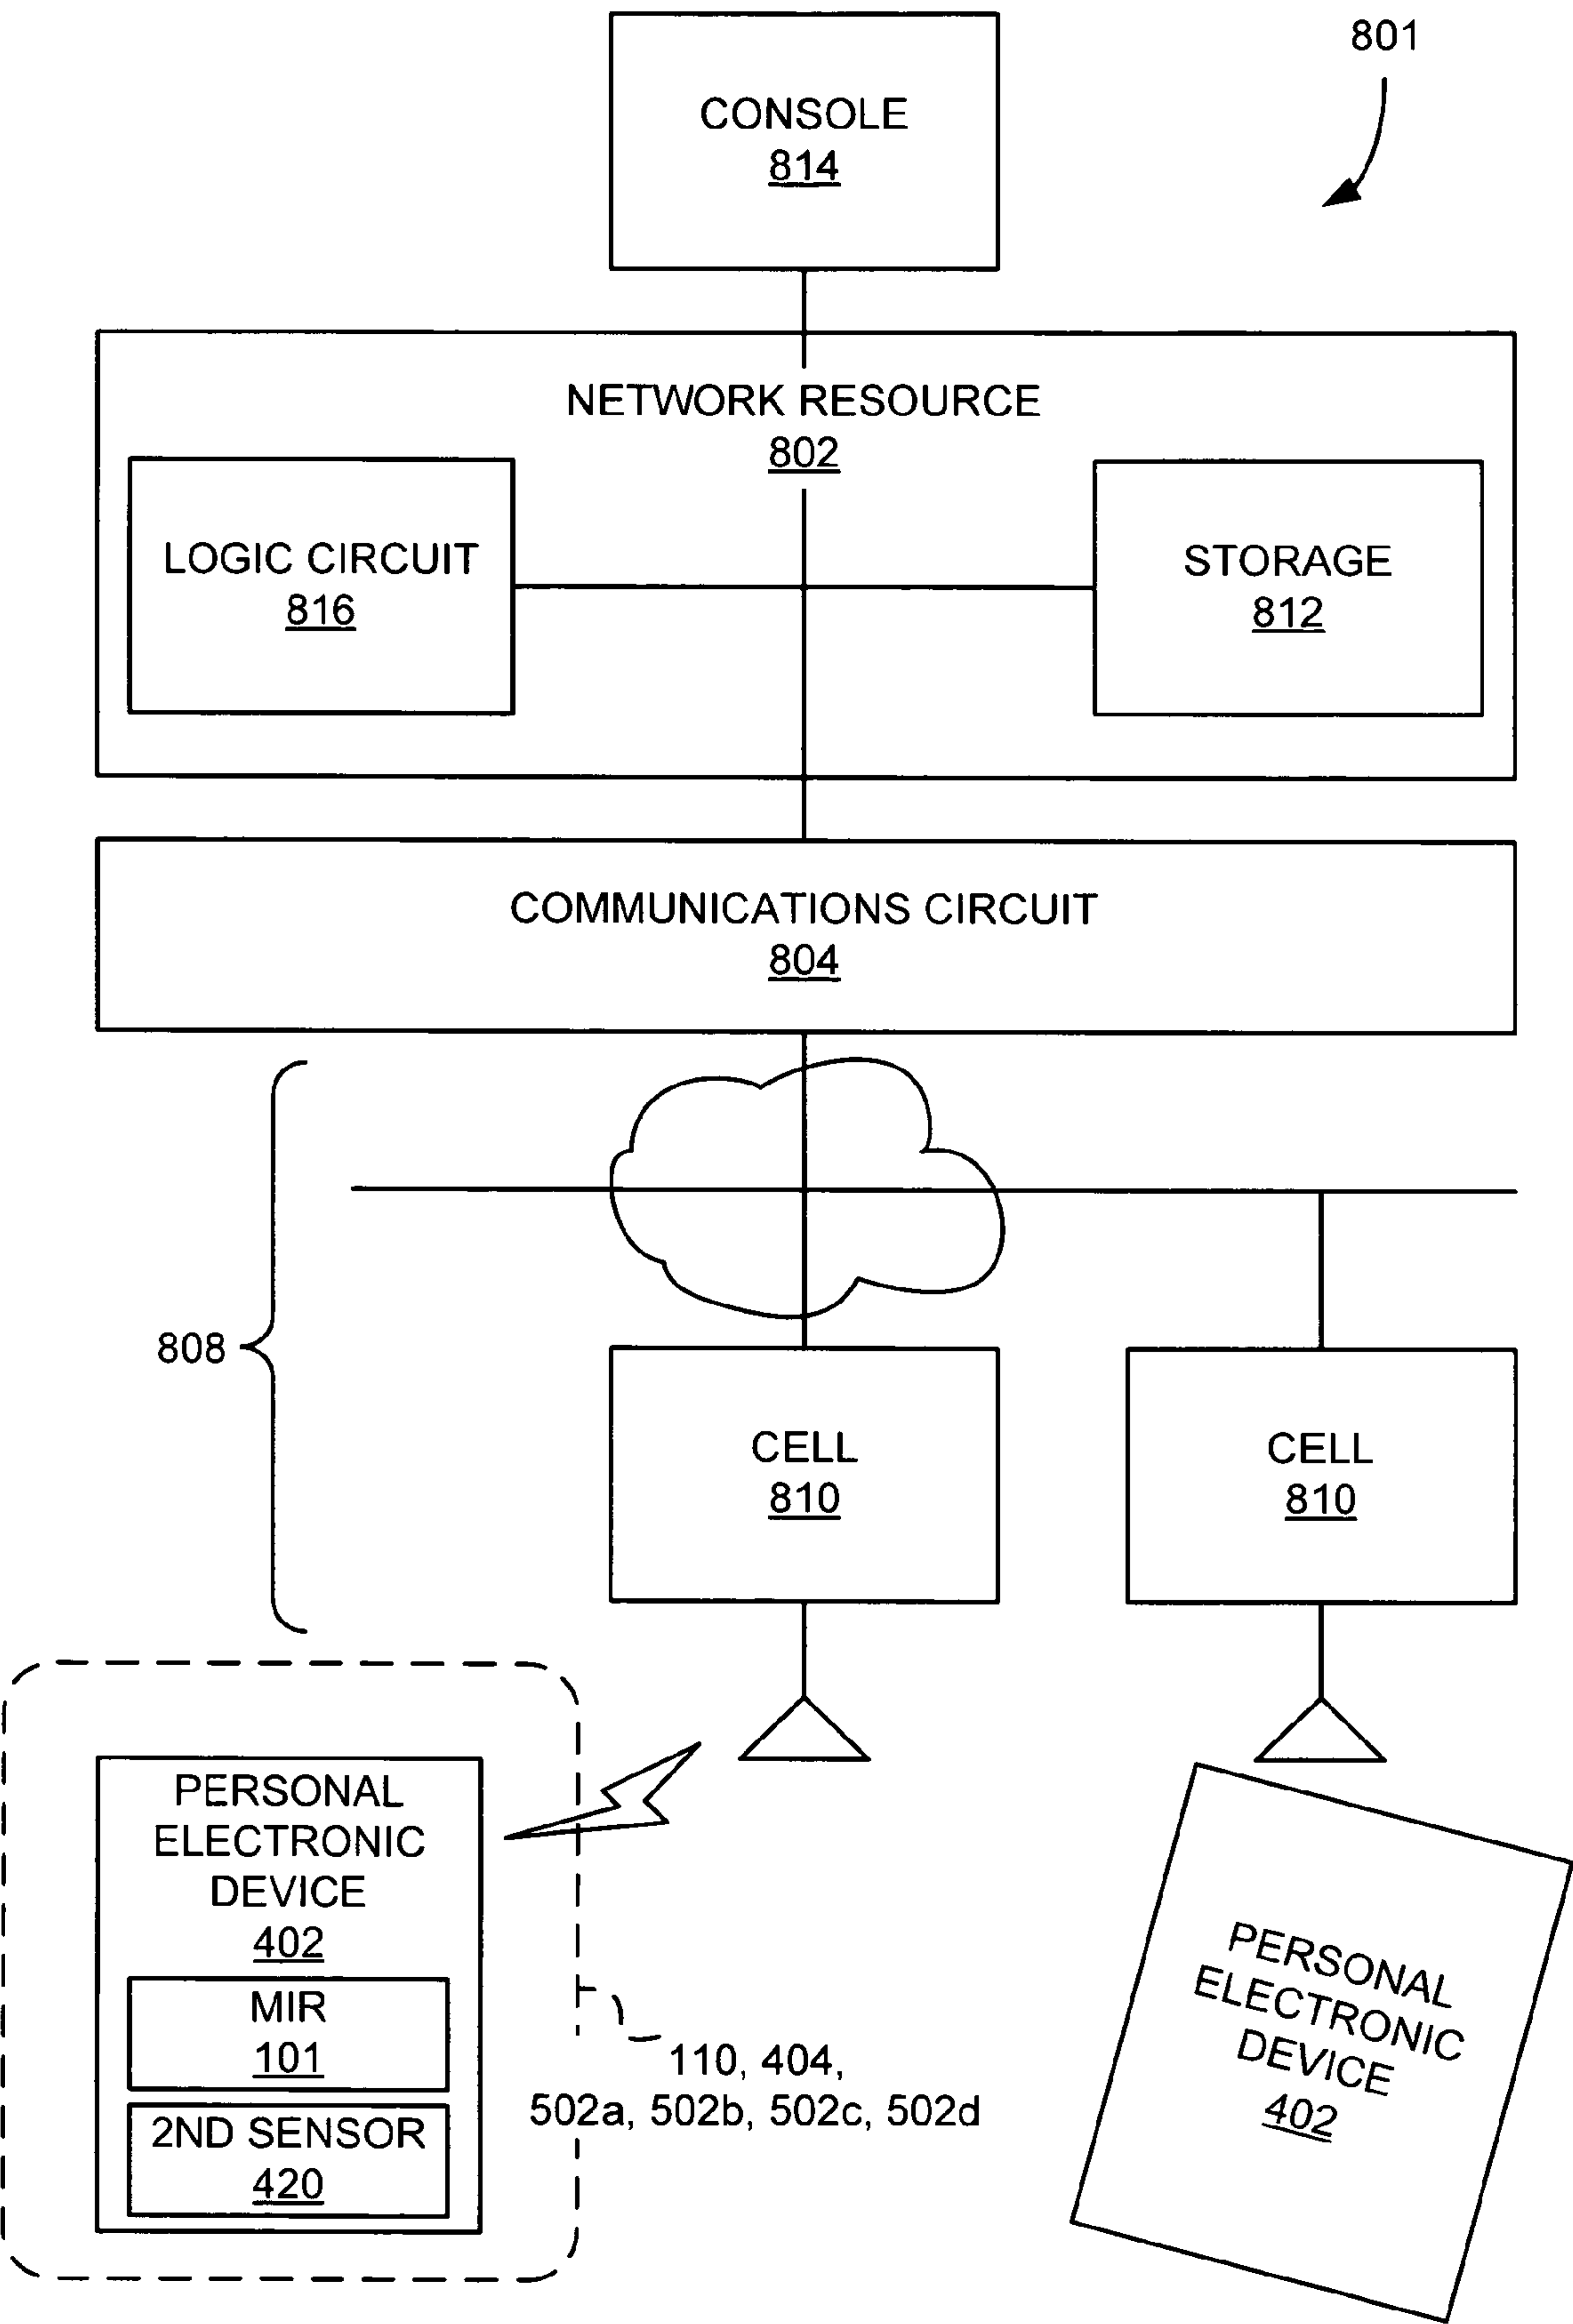 801
CONSOLE
814
NETWORK RESOURCE
802
LOGIC CIRCUIT
816
STORAGE
812
COMMUNICATIONS CIRCUIT
804
808
CELL
810
CELL
810
PERSONAL
ELECTRONIC
DEVICE
402
MIR
101
2ND SENSOR
420
110, 404,
502a, 502b, 502c, 502d
PERSONAL
ELECTRONIC
DEVICE
402